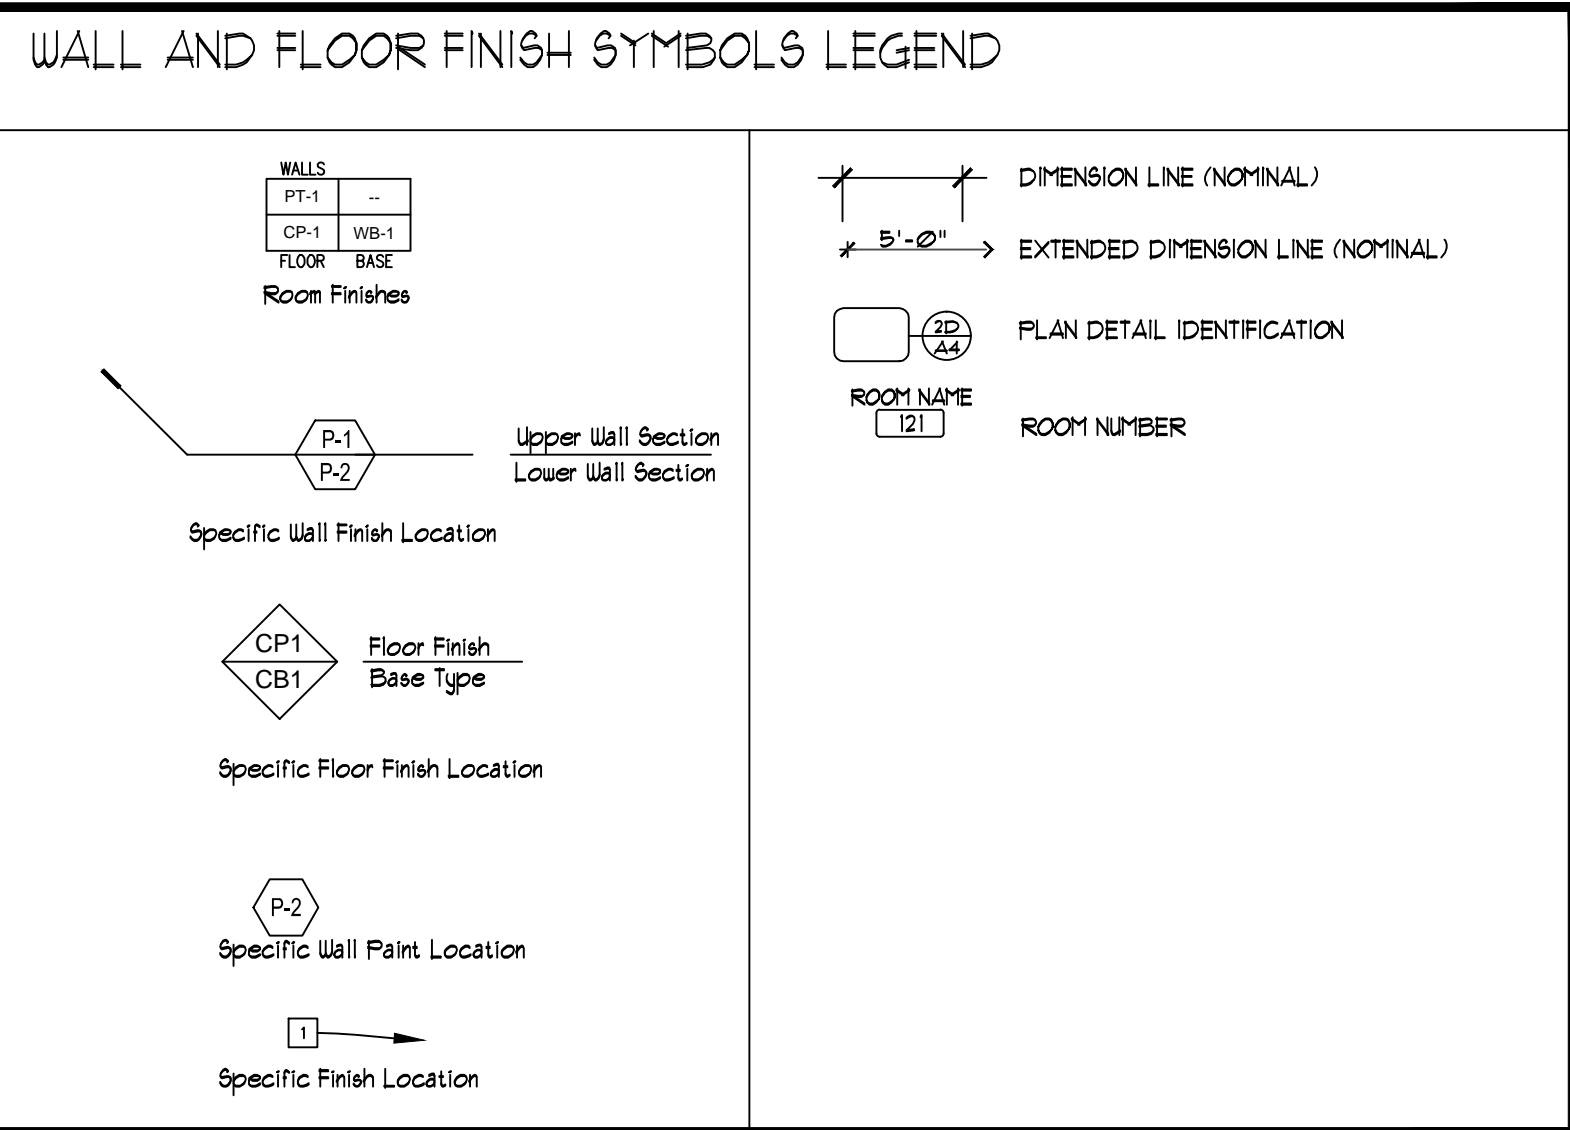 WALL AND FLOOR FINISH SYMBOLS LEGEND
WALLS
PT-1 --
CP-1 WB-1
FLOOR BASE
Room Finishes
P-1
P-2
Upper Wall Section
Lower Wall Section
Specific Wall Finish Location
CP1
CB1
Floor Finish
Base Type
Specific Floor Finish Location
P-2
Specific Wall Paint Location
1
Specific Finish Location
DIMENSION LINE (NOMINAL)
5'-0"
EXTENDED DIMENSION LINE (NOMINAL)
2D
A4
PLAN DETAIL IDENTIFICATION
ROOM NAME
121
ROOM NUMBER